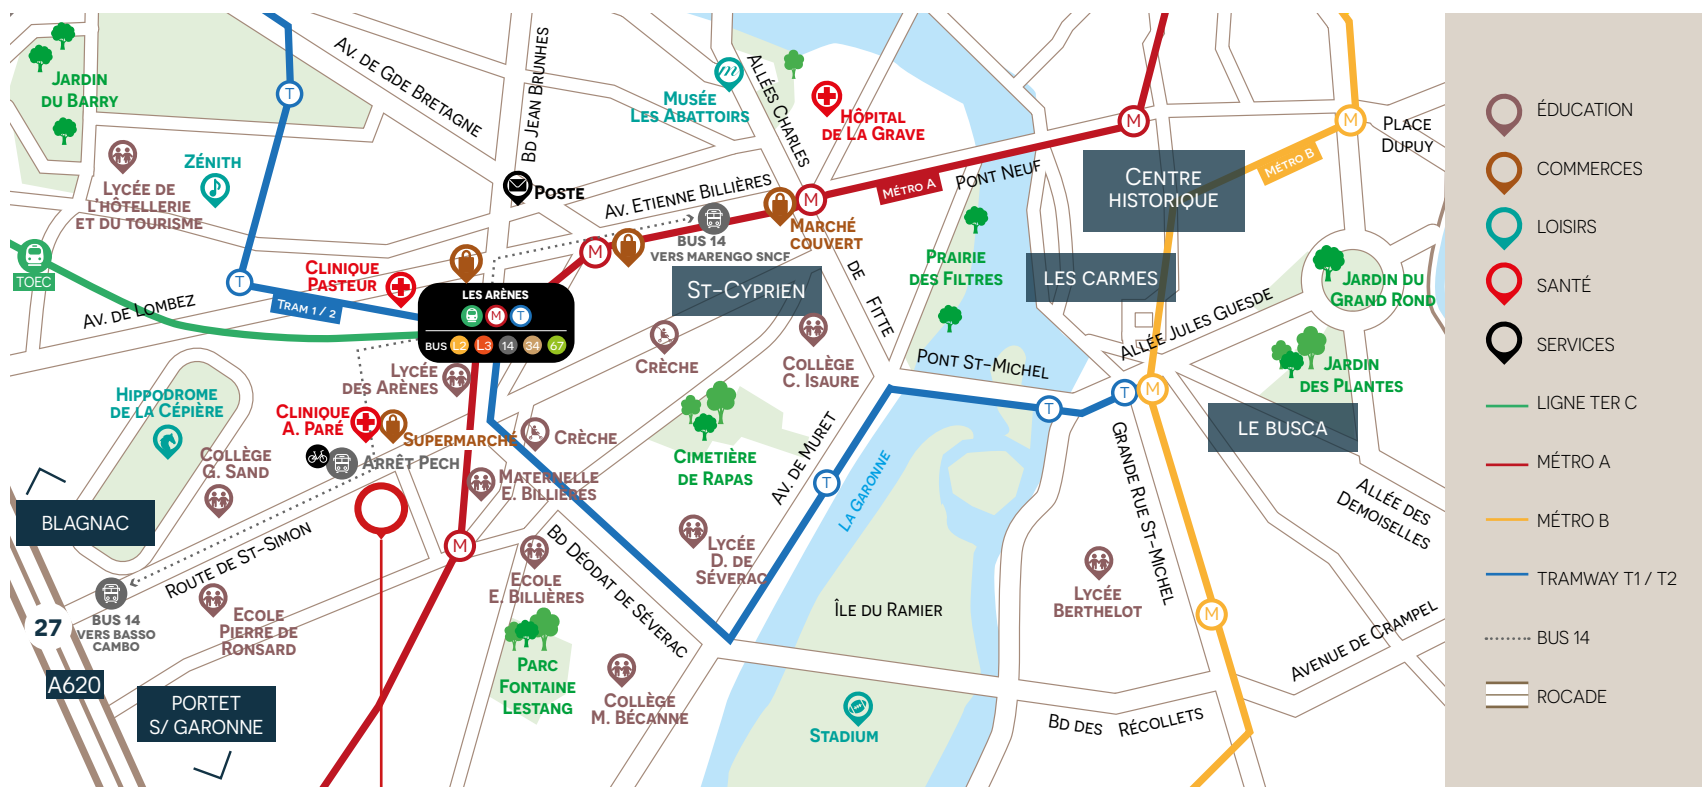 Jardin
du Barry
Av. de Gde Bretagne
Bd Jean Brunhes
Musée
Les Abattoirs
Allées Charles
de
Fitte
Hôpital
de La Grave
T
M
M
Place
Dupuy
Métro B
Métro A
Pont Neuf
Centre
historique
Lycée de
l'hôtellerie
et du tourisme
Zénith
Poste
Av. Etienne Billières
M
Bus 14
vers Marengo SNCF
Marché
couvert
M
TOEC
T
Clinique
Pasteur
Av. de Lombez
Tram 1 / 2
Les Arènes
M
T
BUS
L2
L3
14
34
67
St-Cyprien
Prairie
des Filtres
Les Carmes
Allée Jules Guesde
Jardin du
Grand Rond
Jardin
des Plantes
Le Busca
Crèche
Collège
C. Isaure
Pont St-Michel
T
T
M
Lycée
des Arènes
Hippodrome
de la Cépière
Clinique
A. Paré
Supermarché
Arrêt Pech
Collège
G. Sand
Crèche
Maternelle
E. Billières
Cimetière
de Rapas
Av. de Muret
T
La Garonne
Grande Rue St-Michel
Allée des
Demoiselles
BLAGNAC
Route de St-Simon
M
Bus 14
vers Basso
Cambo
27
A620
PORTET
S/ GARONNE
Ecole
Pierre de
Ronsard
Ecole
E. Billières
Bd Déodat de Séverac
Lycée
D. de
Séverac
Parc
Fontaine
Lestang
Collège
M. Bécanne
Île du Ramier
Stadium
Lycée
Berthelot
M
Avenue de Crampel
Bd des Récollets
ÉDUCATION
COMMERCES
LOISIRS
SANTÉ
SERVICES
LIGNE TER C
MÉTRO A
MÉTRO B
TRAMWAY T1 / T2
BUS 14
ROCADE